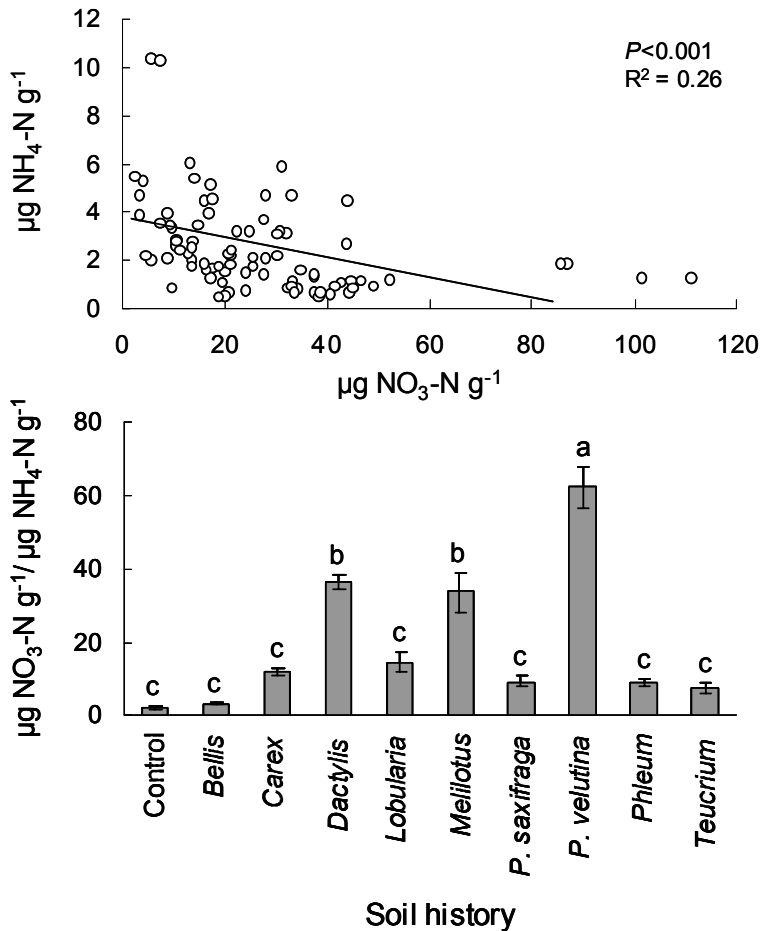 µg NH₄-N g⁻¹
12
10
8
6
4
2
0
P<0.001
R² = 0.26
0 20 40 60 80 100 120
µg NO₃-N g⁻¹
µg NO₃-N g⁻¹/ µg NH₄-N g⁻¹
80
60
40
20
0
c c c b c b c a c c
Control Bellis Carex Dactylis Lobularia Melilotus P. saxifraga P. velutina Phleum Teucrium
Soil history